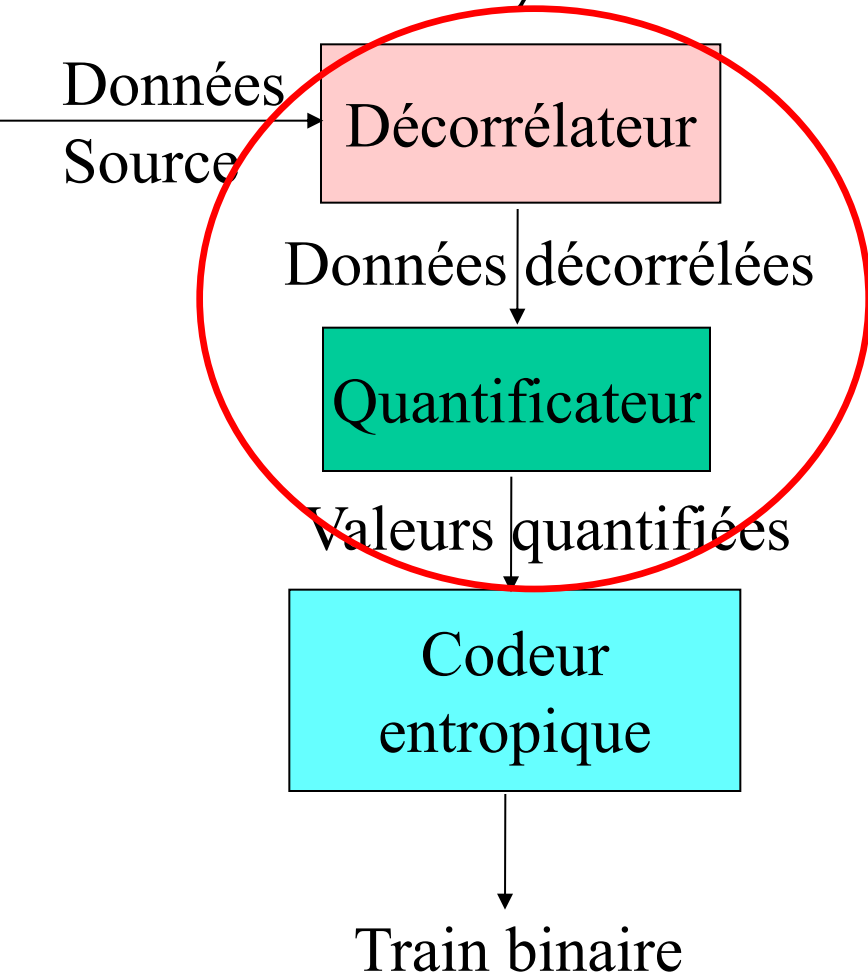 Données
Source
Décorrélateur
Données décorrélées
Quantificateur
Valeurs quantifiées
Codeur
entropique
Train binaire